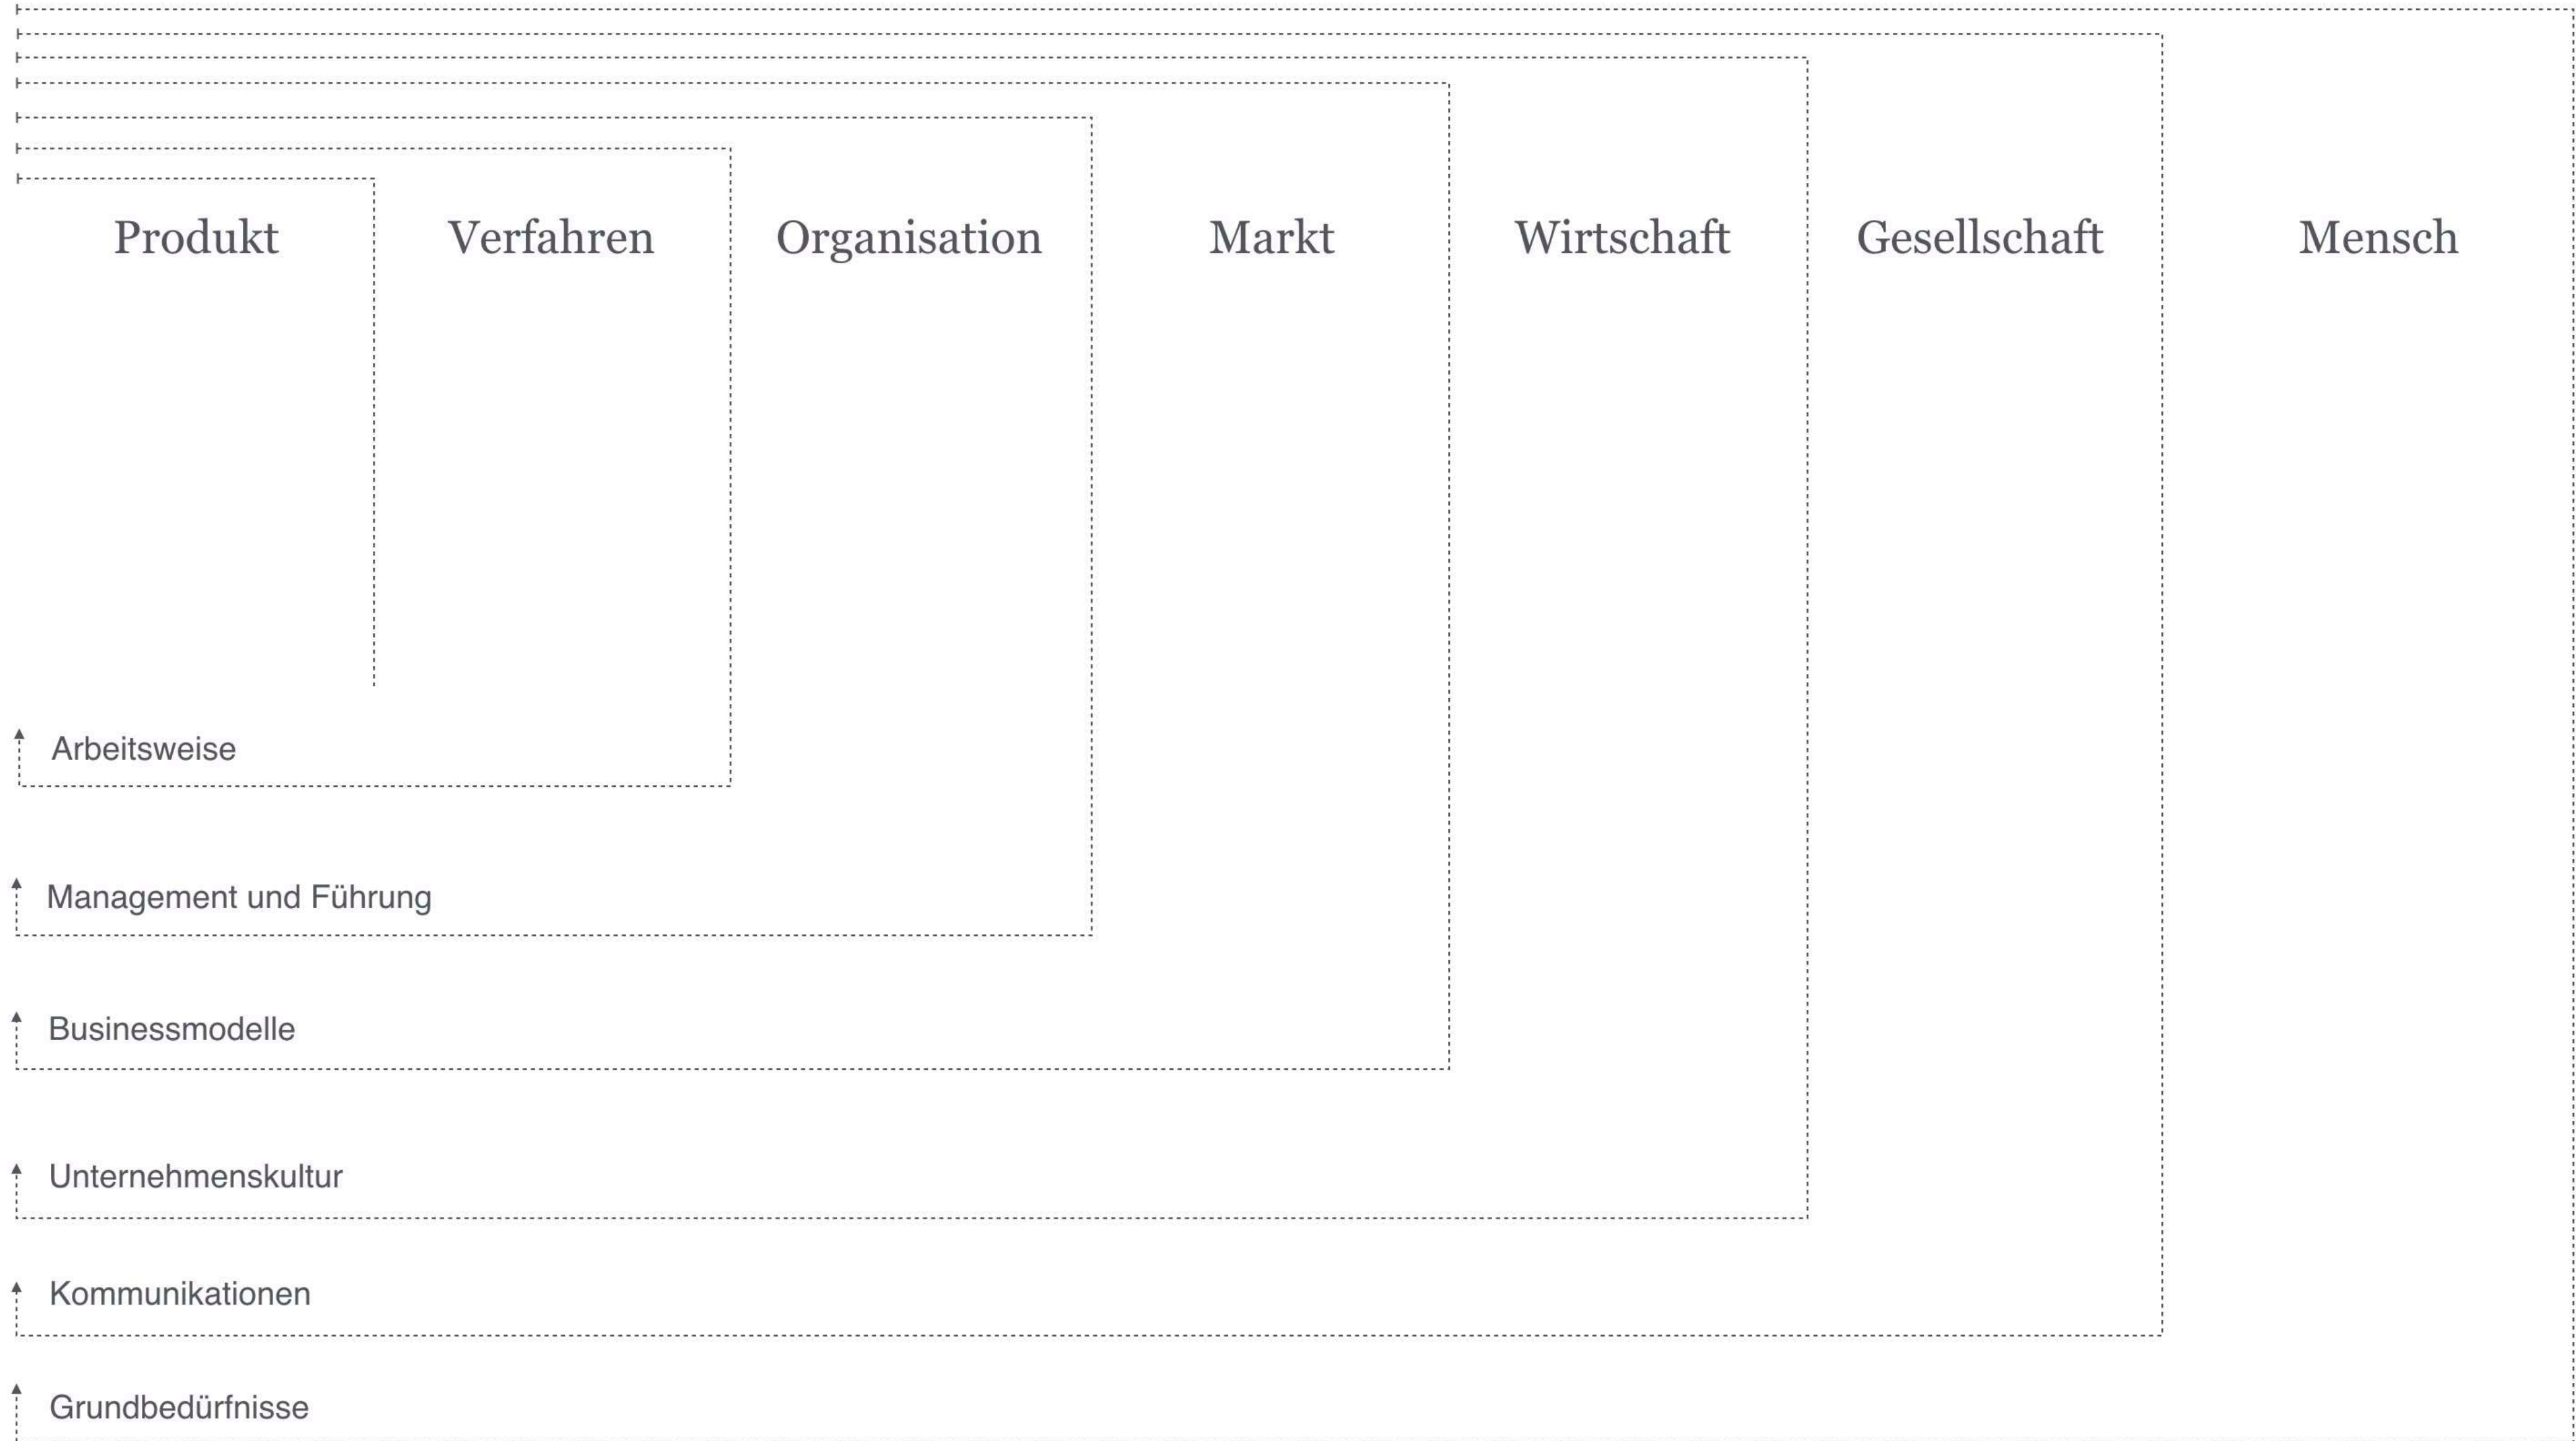 Produkt Verfahren Organisation Markt Wirtschaft Gesellschaft Mensch
Arbeitsweise
Management und Führung
Businessmodelle
Unternehmenskultur
Kommunikationen
Grundbedürfnisse